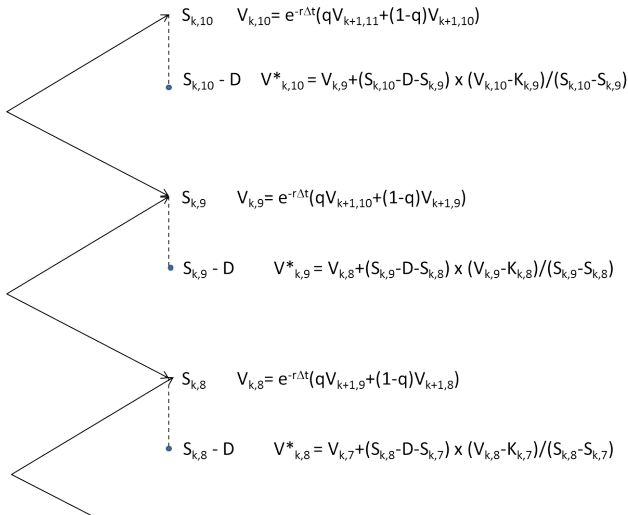 S_{k,10} V_{k,10}= e^{-rΔt}(qV_{k+1,11}+(1-q)V_{k+1,10})
S_{k,10} - D V*_{k,10} = V_{k,9}+(S_{k,10}-D-S_{k,9}) x (V_{k,10}-K_{k,9})/(S_{k,10}-S_{k,9})
S_{k,9} V_{k,9}= e^{-rΔt}(qV_{k+1,10}+(1-q)V_{k+1,9})
S_{k,9} - D V*_{k,9} = V_{k,8}+(S_{k,9}-D-S_{k,8}) x (V_{k,9}-K_{k,8})/(S_{k,9}-S_{k,8})
S_{k,8} V_{k,8}= e^{-rΔt}(qV_{k+1,9}+(1-q)V_{k+1,8})
S_{k,8} - D V*_{k,8} = V_{k,7}+(S_{k,8}-D-S_{k,7}) x (V_{k,8}-K_{k,7})/(S_{k,8}-S_{k,7})